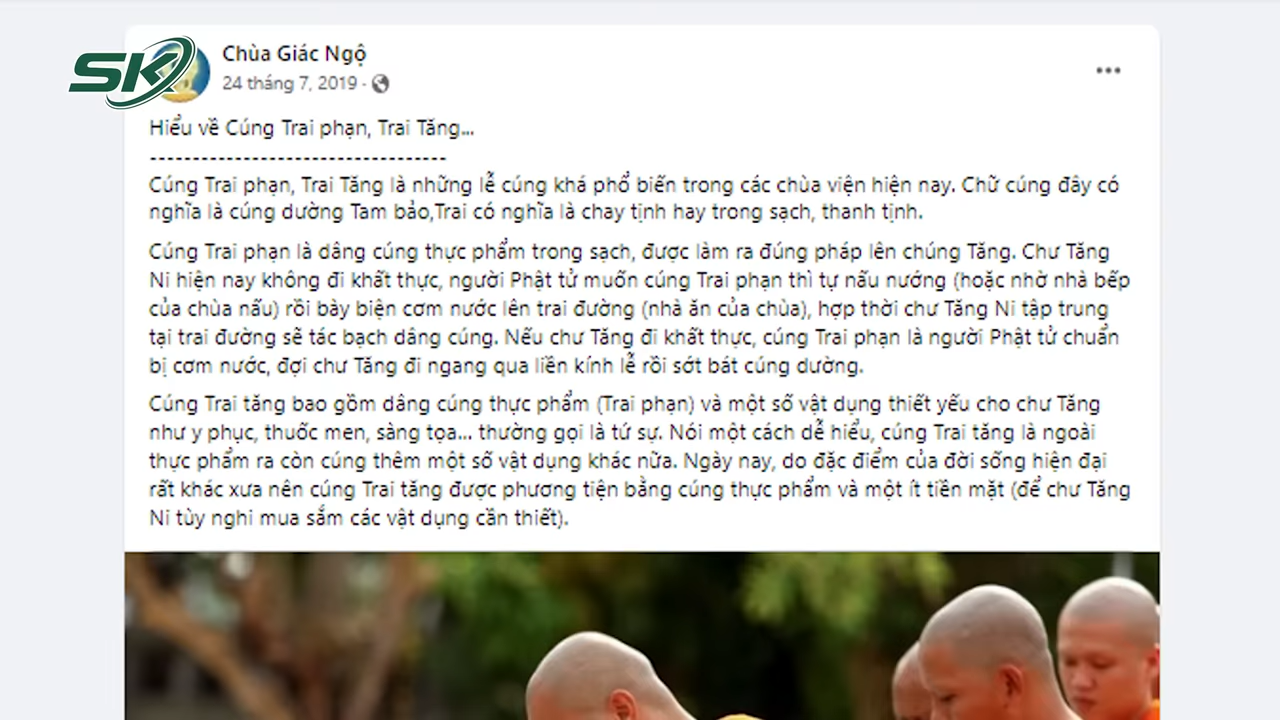 SK
Chùa Giác Ngộ
24 tháng 7, 2019 ·
Hiểu về Cúng Trai phạn, Trai Tăng...
-----------------------------------
Cúng Trai phạn, Trai Tăng là những lễ cúng khá phổ biến trong các chùa viện hiện nay. Chữ cúng đây có
nghĩa là cúng dường Tam bảo,Trai có nghĩa là chay tịnh hay trong sạch, thanh tịnh.
Cúng Trai phạn là dâng cúng thực phẩm trong sạch, được làm ra đúng pháp lên chúng Tăng. Chư Tăng
Ni hiện nay không đi khất thực, người Phật tử muốn cúng Trai phạn thì tự nấu nướng (hoặc nhờ nhà bếp
của chùa nấu) rồi bày biện cơm nước lên trai đường (nhà ăn của chùa), hợp thời chư Tăng Ni tập trung
tại trai đường sẽ tác bạch dâng cúng. Nếu chư Tăng đi khất thực, cúng Trai phạn là người Phật tử chuẩn
bị cơm nước, đợi chư Tăng đi ngang qua liền kính lễ rồi sớt bát cúng dường.
Cúng Trai tăng bao gồm dâng cúng thực phẩm (Trai phạn) và một số vật dụng thiết yếu cho chư Tăng
như y phục, thuốc men, sàng tọa... thường gọi là tứ sự. Nói một cách dễ hiểu, cúng Trai tăng là ngoài
thực phẩm ra còn cúng thêm một số vật dụng khác nữa. Ngày nay, do đặc điểm của đời sống hiện đại
rất khác xưa nên cúng Trai tăng được phương tiện bằng cúng thực phẩm và một ít tiền mặt (để chư Tăng
Ni tùy nghi mua sắm các vật dụng cần thiết).